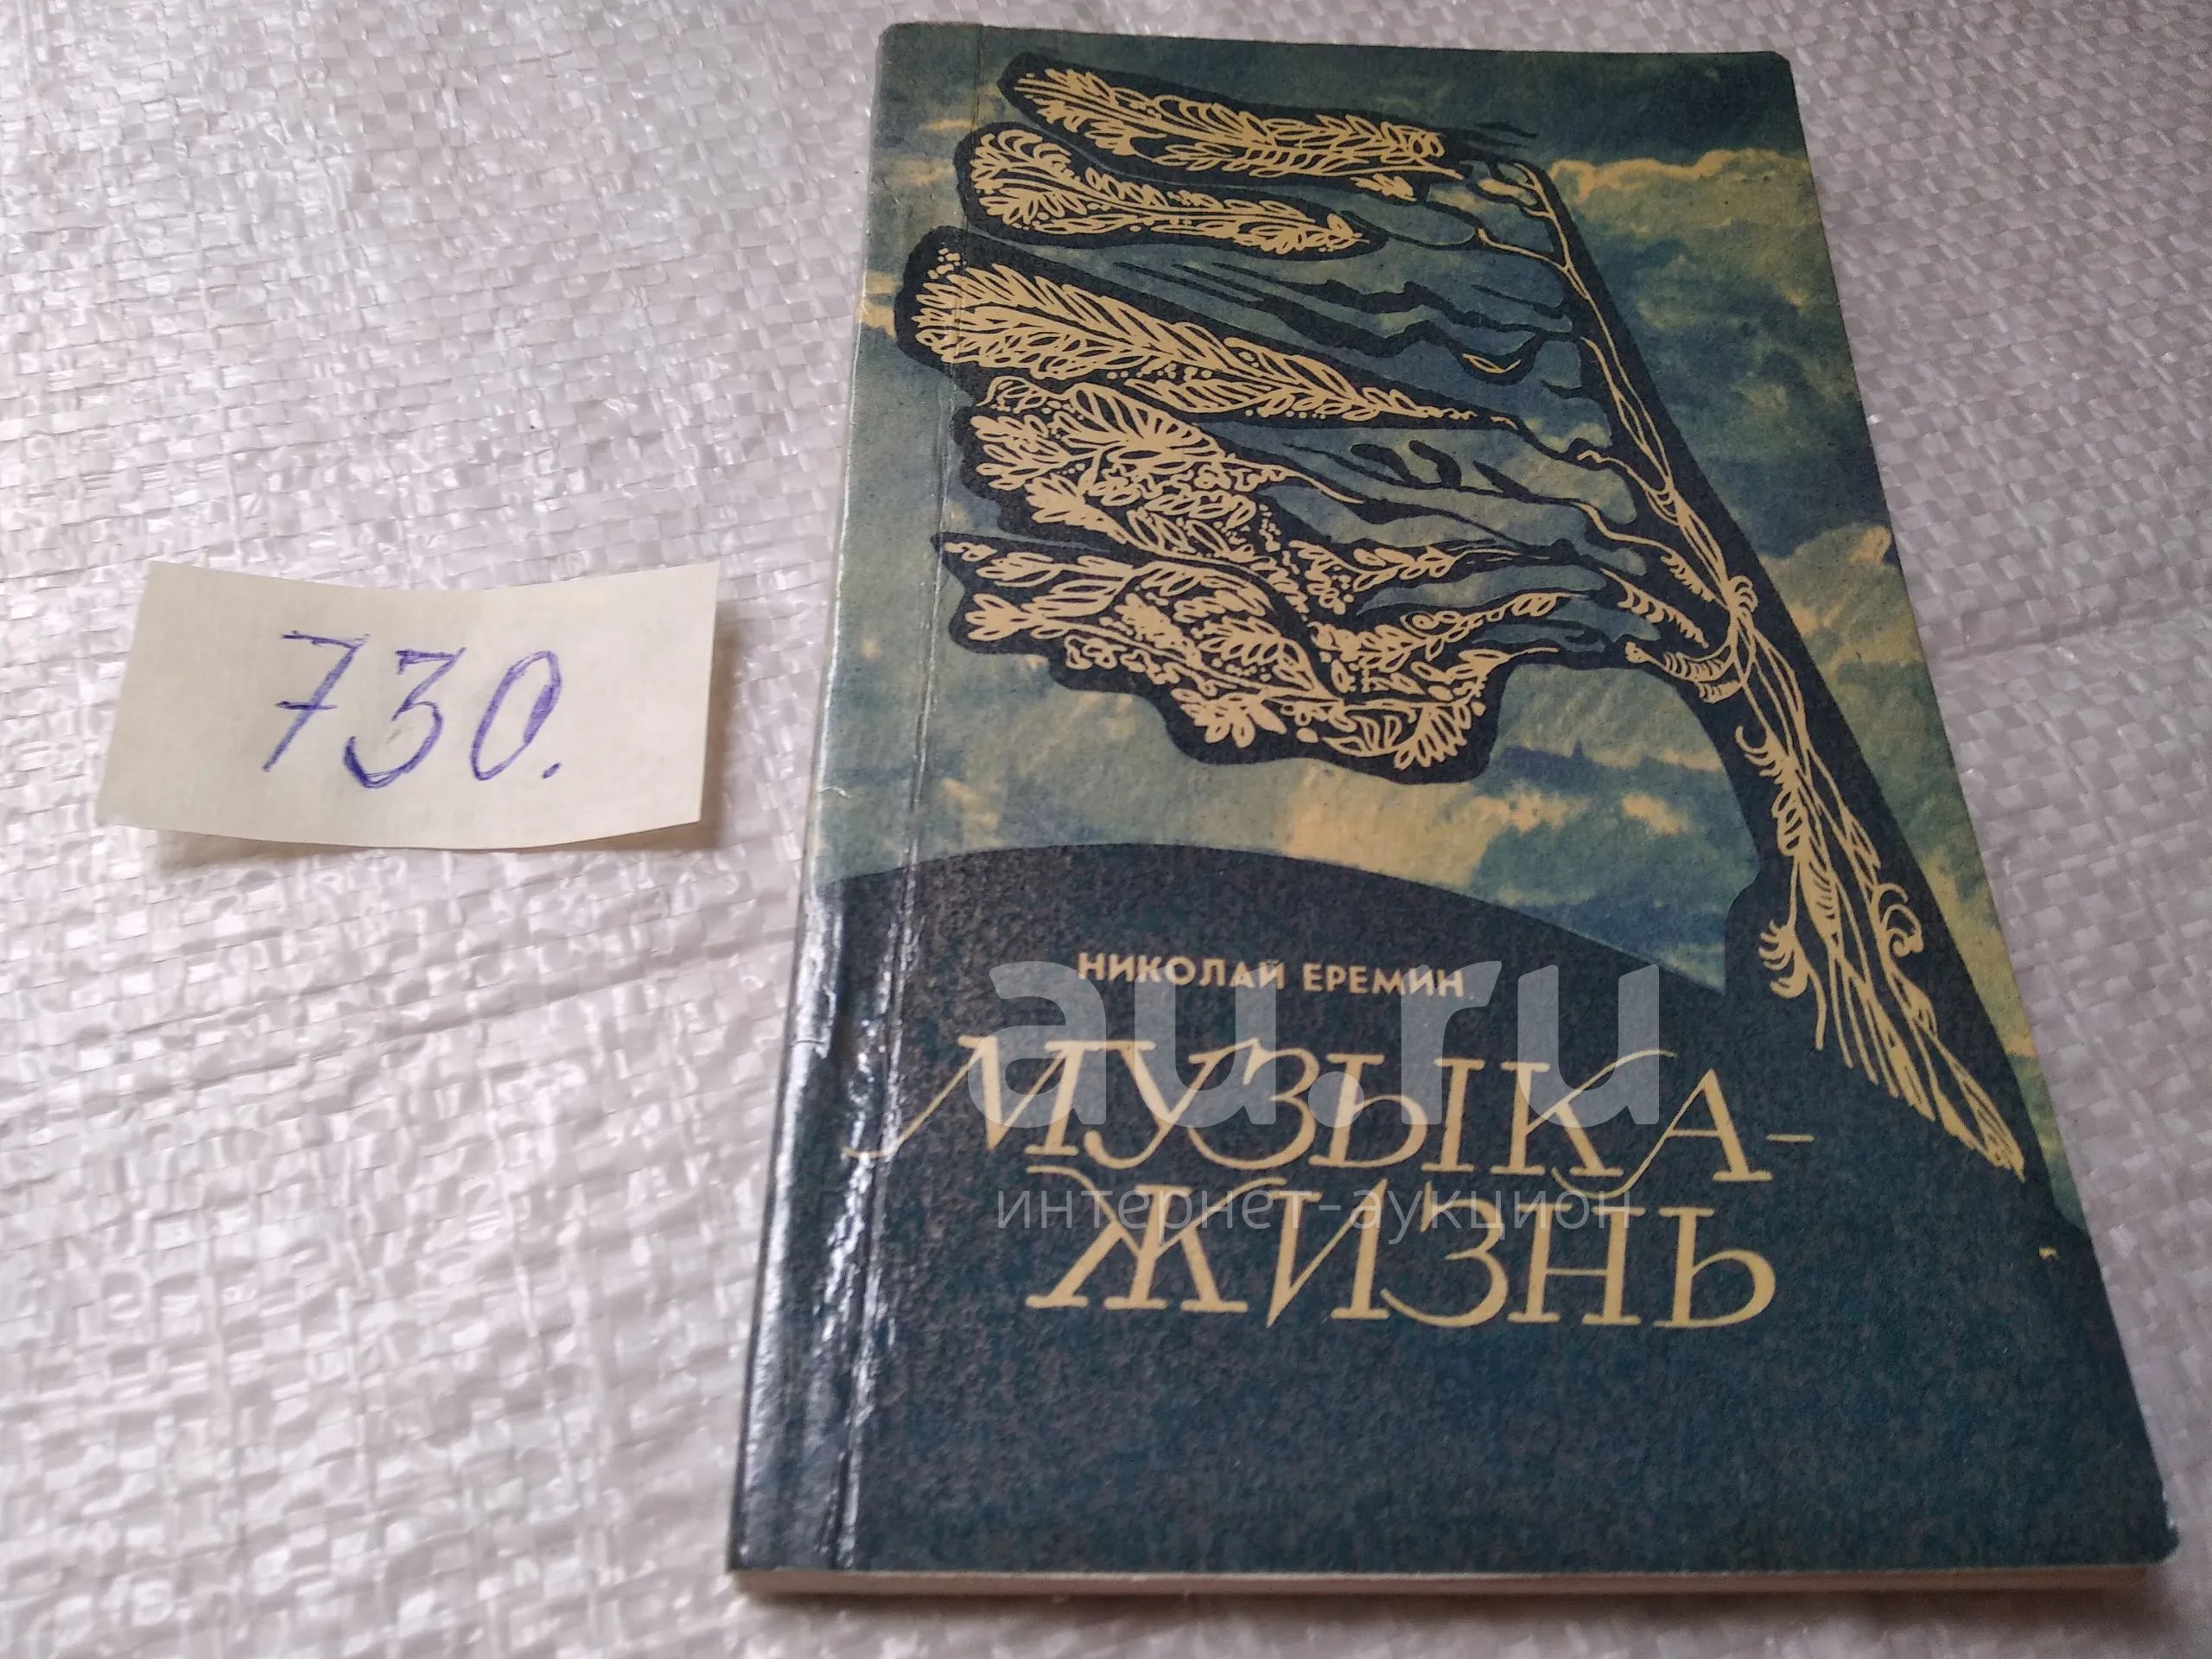 730.
НИКОЛАЙ ЕРЕМИН
МУЗЫКА-
ЖИЗНЬ
au.ru
интернет-аукцион